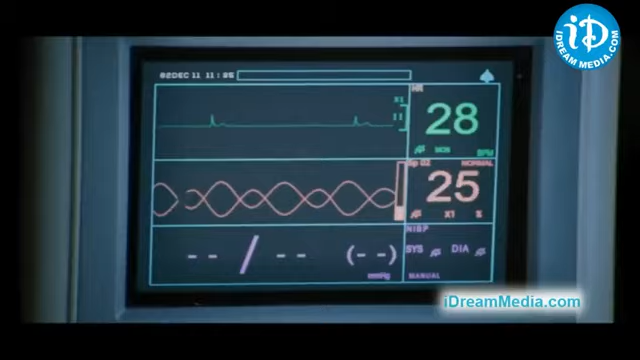 iD
iDREAM MEDIA.COM
02DEC 11 11:
HR
X1
II
28
MON
BPM
Sp O2
NORMAL
25
X1
%
NIBP
SYS
DIA
-- / -- (--)
mmHg
MANUAL
iDreamMedia.com